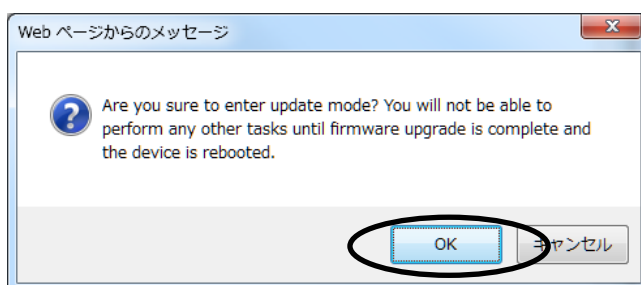 Web ページからのメッセージ
Are you sure to enter update mode? You will not be able to
perform any other tasks until firmware upgrade is complete and
the device is rebooted.
OK
キャンセル